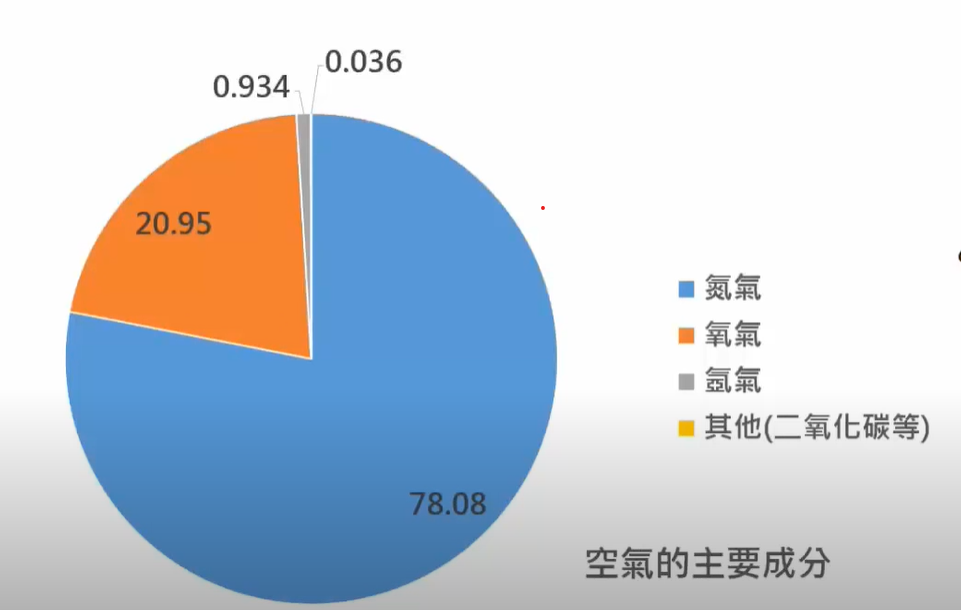 0.036
0.934
20.95
78.08
氮氣
氧氣
氬氣
其他(二氧化碳等)
空氣的主要成分